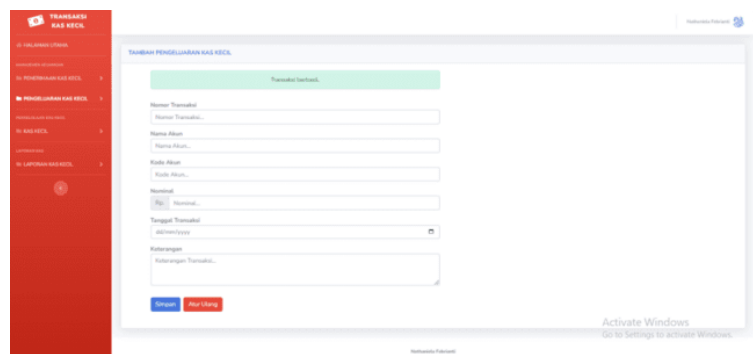 TRANSAKSI
KAS KECIL
HALAMAN UTAMA
PENERIMAAN KAS KECIL
PENGELUARAN KAS KECIL
KAS KECIL
LAPORAN KAS KECIL
TAMBAH PENGELUARAN KAS KECIL
Transaksi berhasil.
Nomor Transaksi
Nomor Transaksi...
Nama Akun
Nama Akun...
Kode Akun
Kode Akun...
Nominal
Rp. Nominal...
Tanggal Transaksi
dd/mm/yyyy
Keterangan
Keterangan Transaksi...
Simpan Atur Ulang
Activate Windows
Go to Settings to activate Windows.